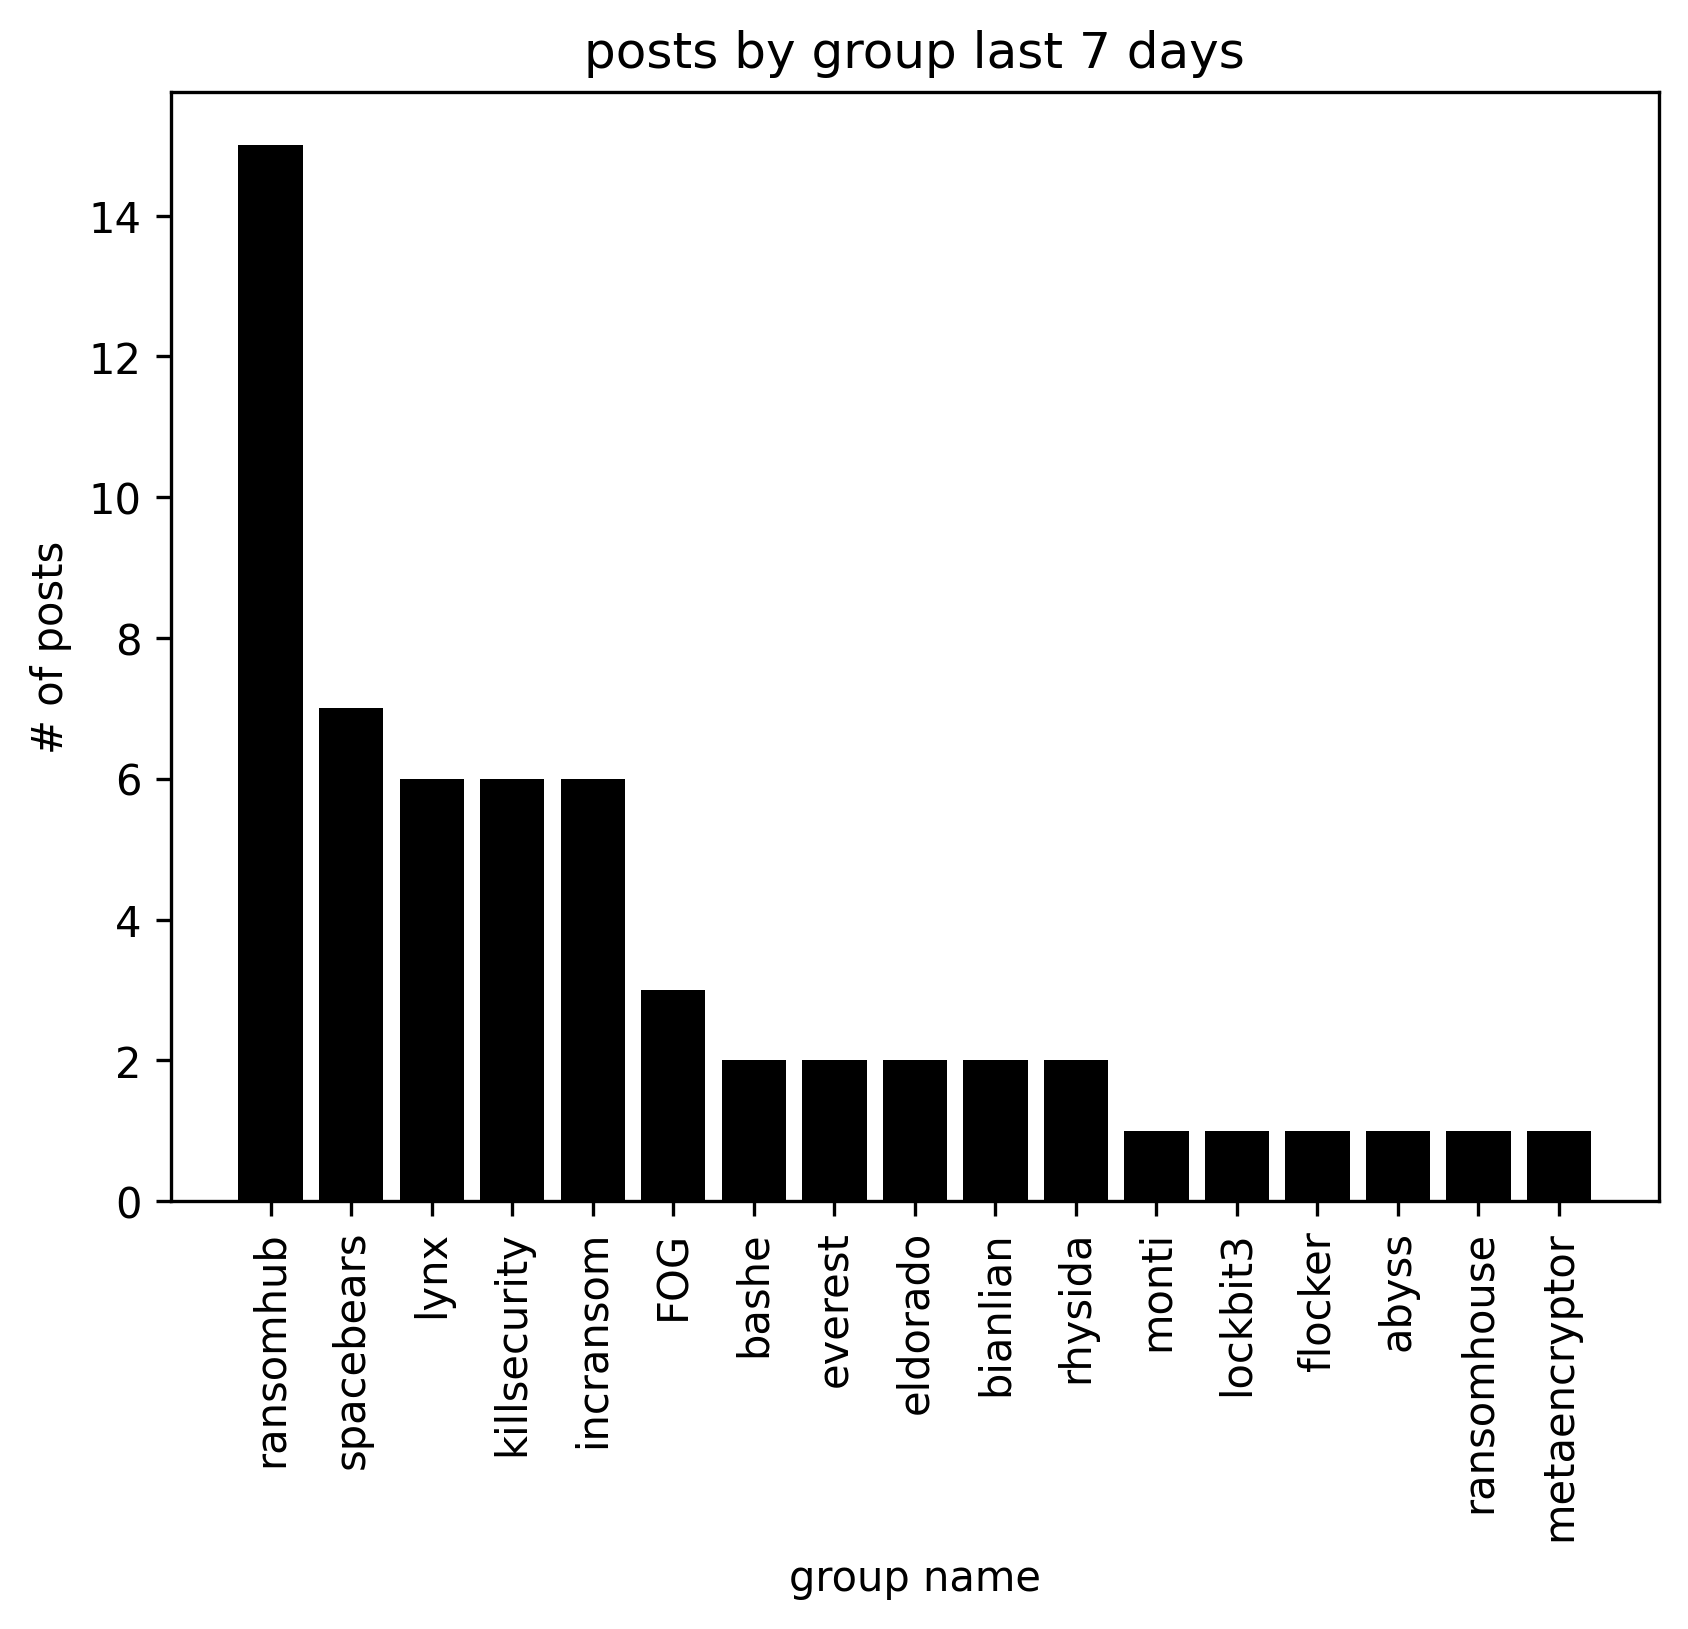 posts by group last 7 days
# of posts
14
12
10
8
6
4
2
0
ransomhub
spacebears
lynx
killsecurity
incransom
FOG
bashe
everest
eldorado
bianlian
rhysida
monti
lockbit3
flocker
abyss
ransomhouse
metaencryptor
group name